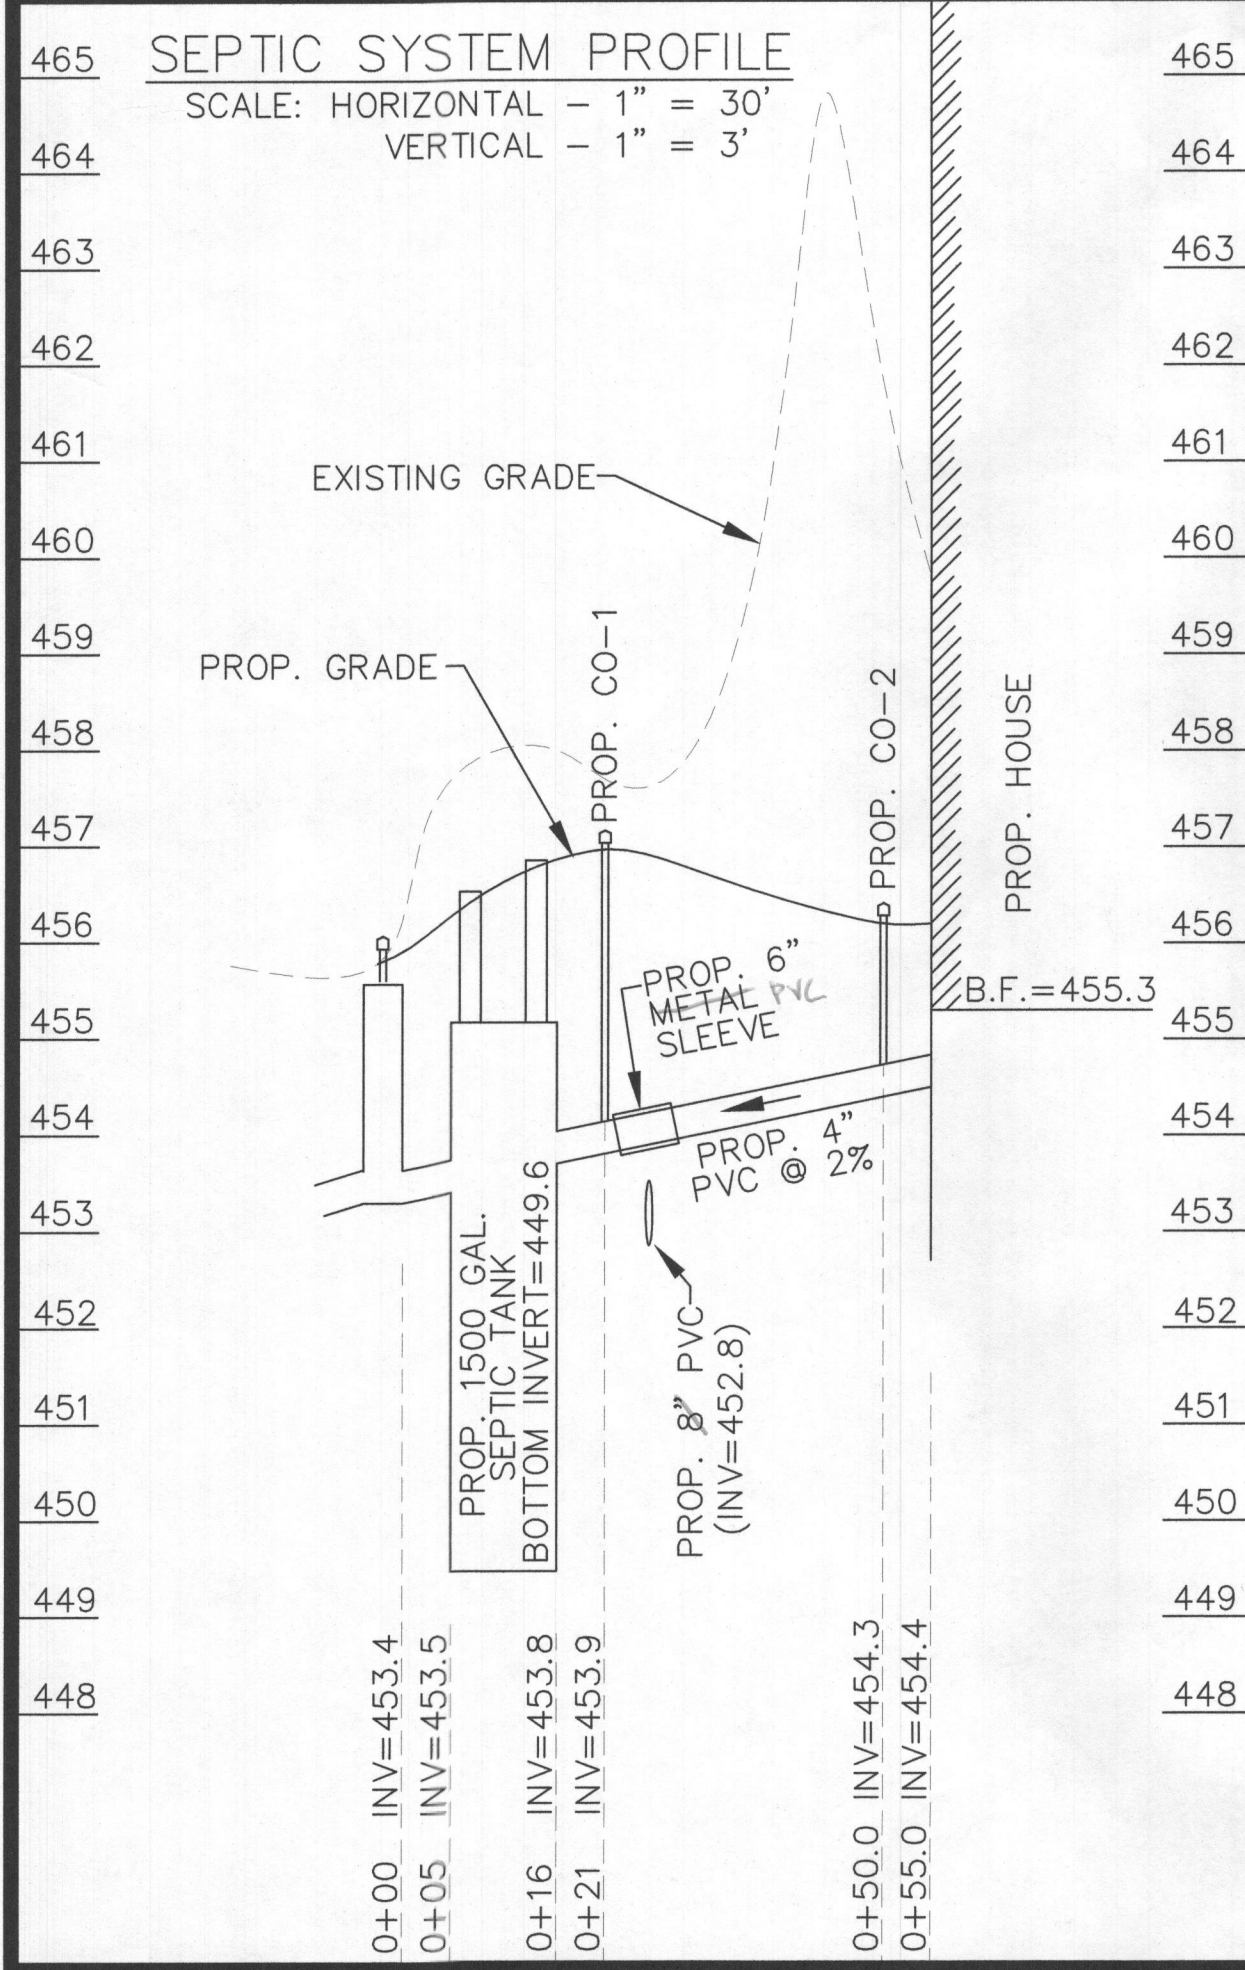 SEPTIC SYSTEM PROFILE
SCALE: HORIZONTAL - 1" = 30'
VERTICAL - 1" = 3'
465
464
463
462
461
460
459
458
457
456
455
454
453
452
451
450
449
448
465
464
463
462
461
460
459
458
457
456
455
454
453
452
451
450
449
448
EXISTING GRADE
PROP. GRADE
PROP. CO-1
PROP. CO-2
PROP. HOUSE
B.F.=455.3
PROP. 6"
METAL PVC
SLEEVE
PROP. 4"
PVC @ 2%
PROP. 1500 GAL.
SEPTIC TANK
BOTTOM INVERT=449.6
PROP. 8" PVC
(INV=452.8)
0+00 INV=453.4
0+05 INV=453.5
0+16 INV=453.8
0+21 INV=453.9
0+50.0 INV=454.3
0+55.0 INV=454.4